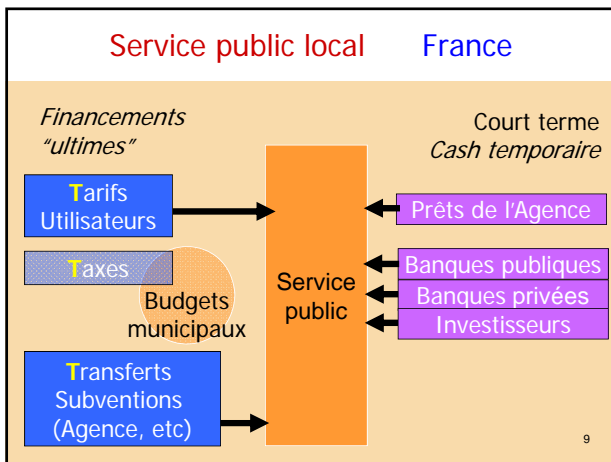 Service public local France
Financements
"ultimes"
Tarifs
Utilisateurs
Taxes
Budgets
municipaux
Transferts
Subventions
(Agence, etc)
Service
public
Court terme
Cash temporaire
Prêts de l'Agence
Banques publiques
Banques privées
Investisseurs
9